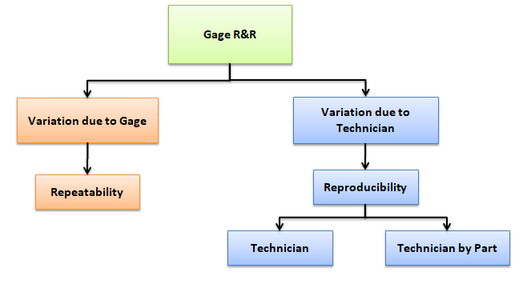 Gage R&R
Variation due to Gage
Variation due to
Technician
Repeatability
Reproducibility
Technician
Technician by Part